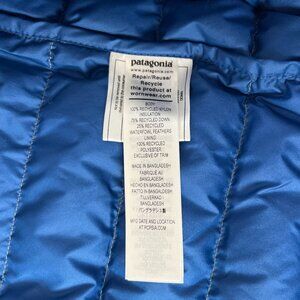 patagonia
www.patagonia.com
Repair/Reuse/
Recycle
this product at
wornwear.com
BODY:
100% RECYCLED NYLON
INSULATION:
75% RECYCLED DOWN
25% RECYCLED
WATERFOWL FEATHERS
LINING:
100% RECYCLED
POLYESTER
EXCLUSIVE OF TRIM
MADE IN BANGLADESH
FABRIQUÉ AU
BANGLADESH
HECHO EN BANGLADESH
FATTO IN BANGLADESH
TILLVERKAD I
BANGLADESH
バングラデシュ製
MFG DATE AND LOCATION
AT POPSIA.COM